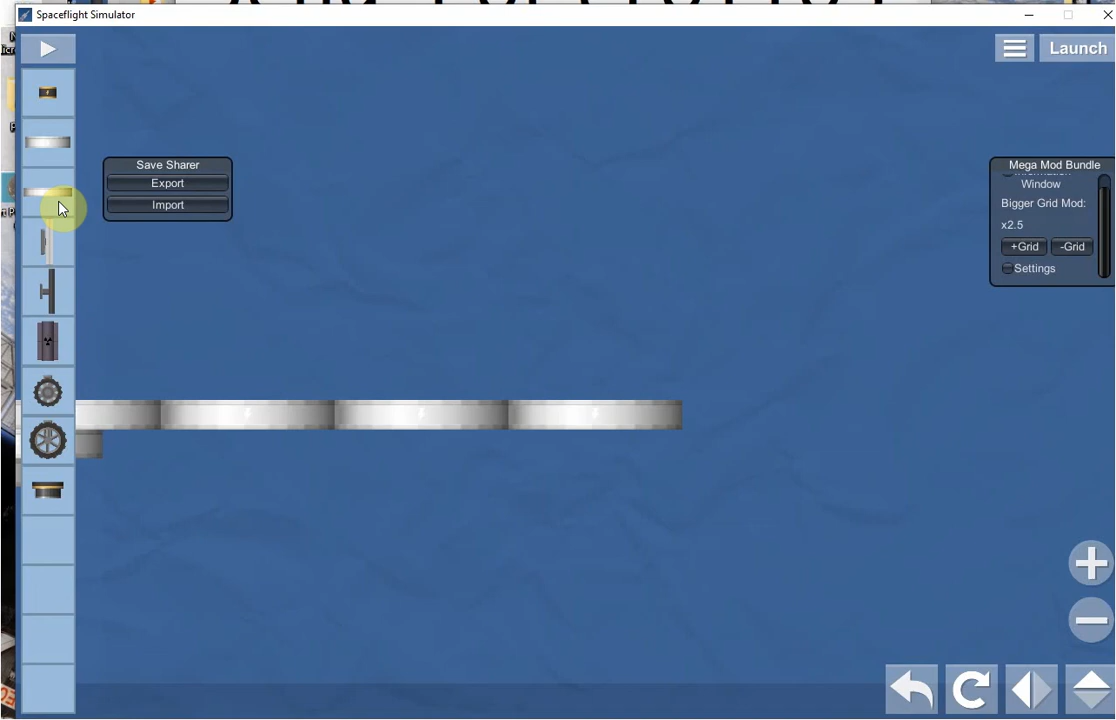 Spaceflight Simulator
Launch
Save Sharer
Export
Import
Mega Mod Bundle
Information
Window
Bigger Grid Mod:
x2.5
+Grid
-Grid
Settings